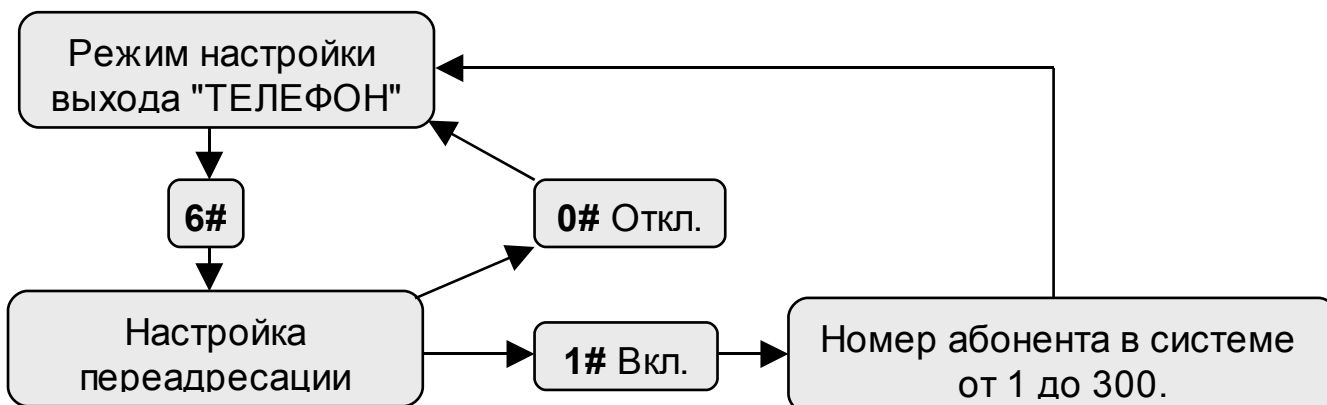 Режим настройки
выхода "ТЕЛЕФОН"
6#
0# Откл.
Настройка
переадресации
1# Вкл.
Номер абонента в системе
от 1 до 300.